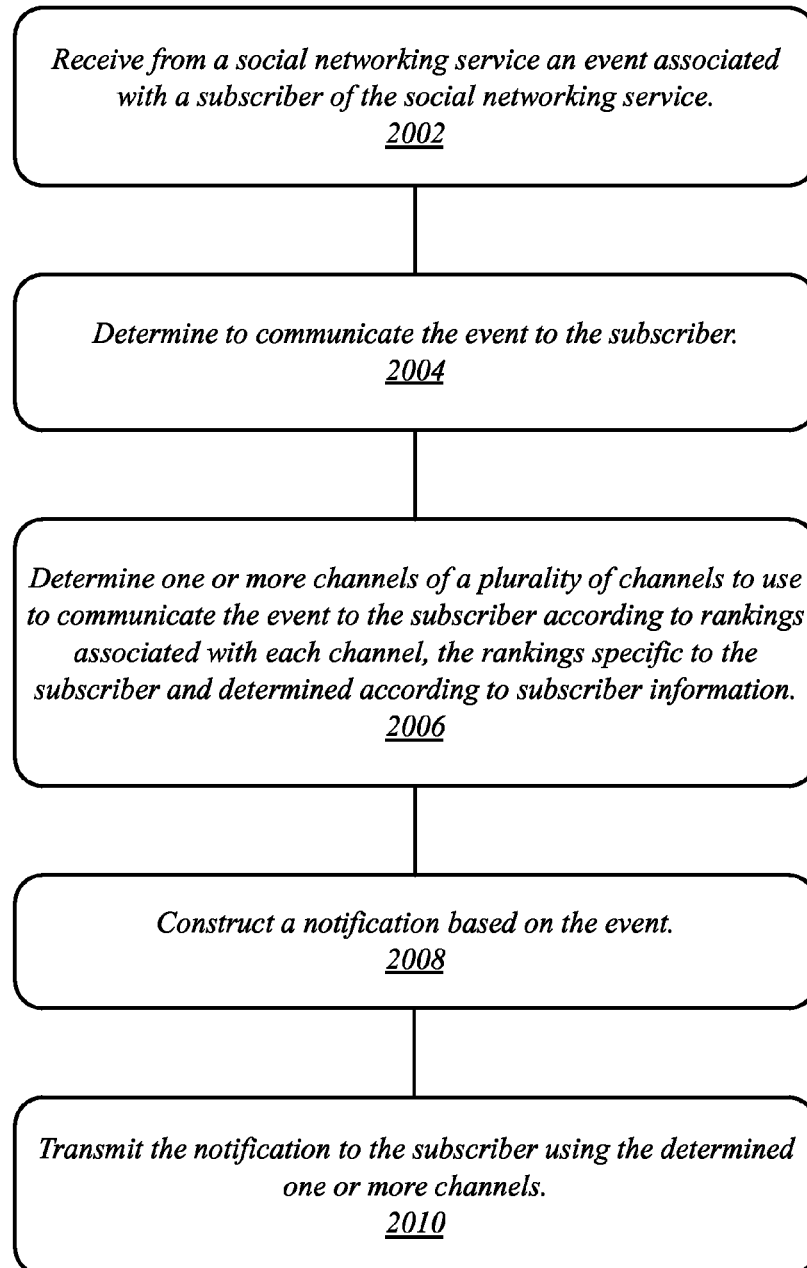 Receive from a social networking service an event associated
with a subscriber of the social networking service.
2002
Determine to communicate the event to the subscriber.
2004
Determine one or more channels of a plurality of channels to use
to communicate the event to the subscriber according to rankings
associated with each channel, the rankings specific to the
subscriber and determined according to subscriber information.
2006
Construct a notification based on the event.
2008
Transmit the notification to the subscriber using the determined
one or more channels.
2010